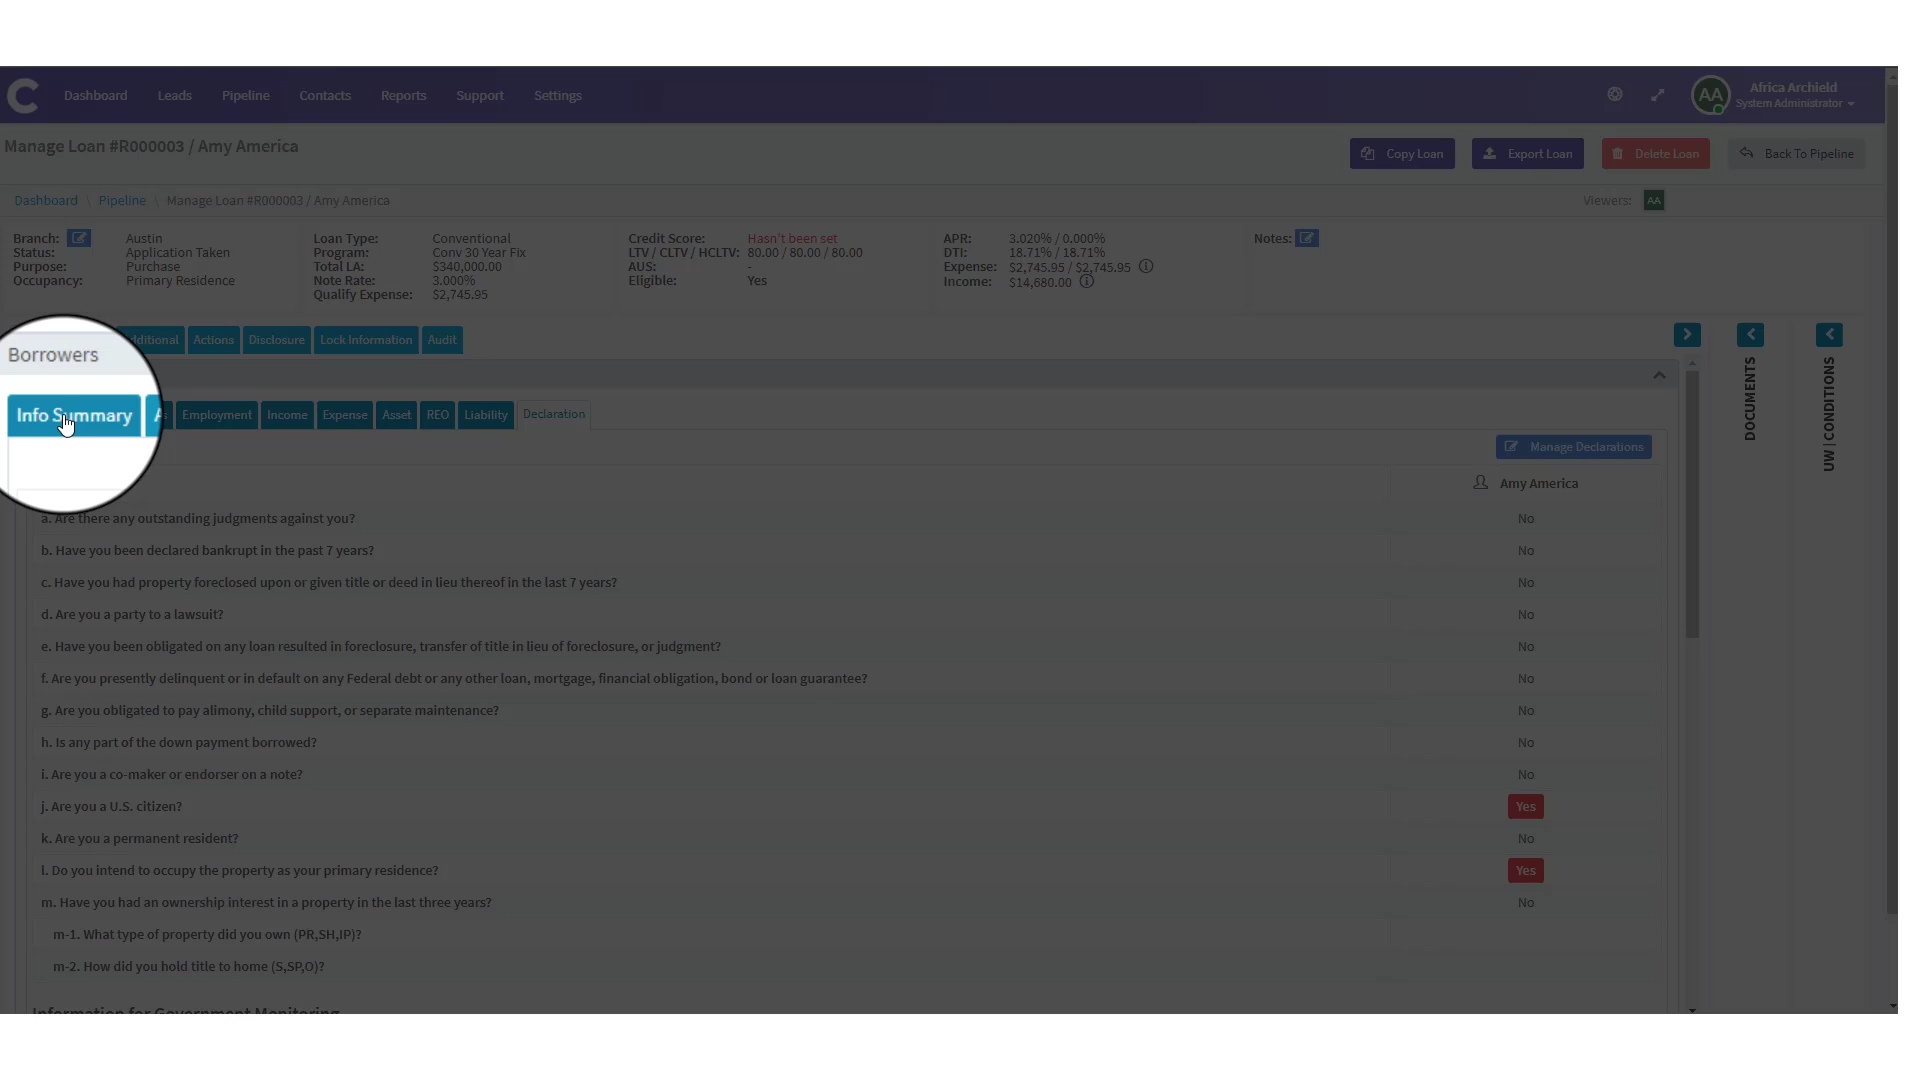 Dashboard Leads Pipeline Contacts Reports Support Settings
AA Africa Archield
System Administrator
Manage Loan #R000003 / Amy America
Copy Loan Export Loan Delete Loan Back To Pipeline
Dashboard \ Pipeline \ Manage Loan #R000003 / Amy America
Viewers: AA
Branch: Austin
Status: Application Taken
Purpose: Purchase
Occupancy: Primary Residence
Loan Type: Conventional
Program: Conv 30 Year Fix
Total LA: $340,000.00
Note Rate: 3.000%
Qualify Expense: $2,745.95
Credit Score: Hasn't been set
LTV / CLTV / HCLTV: 80.00 / 80.00 / 80.00
AUS: -
Eligible: Yes
APR: 3.020% / 0.000%
DTI: 18.71% / 18.71%
Expense: $2,745.95 / $2,745.95
Income: $14,680.00
Notes:
Actions Disclosure Lock Information Audit
Borrowers
Info Summary Employment Income Expense Asset REO Liability Declaration
DOCUMENTS
UW | CONDITIONS
Manage Declarations
Amy America
a. Are there any outstanding judgments against you? No
b. Have you been declared bankrupt in the past 7 years? No
c. Have you had property foreclosed upon or given title or deed in lieu thereof in the last 7 years? No
d. Are you a party to a lawsuit? No
e. Have you been obligated on any loan resulted in foreclosure, transfer of title in lieu of foreclosure, or judgment? No
f. Are you presently delinquent or in default on any Federal debt or any other loan, mortgage, financial obligation, bond or loan guarantee? No
g. Are you obligated to pay alimony, child support, or separate maintenance? No
h. Is any part of the down payment borrowed? No
i. Are you a co-maker or endorser on a note? No
j. Are you a U.S. citizen? Yes
k. Are you a permanent resident? No
l. Do you intend to occupy the property as your primary residence? Yes
m. Have you had an ownership interest in a property in the last three years? No
m-1. What type of property did you own (PR,SH,IP)?
m-2. How did you hold title to home (S,SP,O)?
Information for Government Monitoring